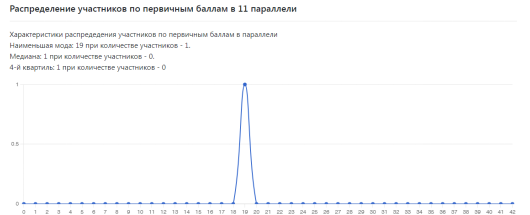 Распределение участников по первичным баллам в 11 параллели
Характеристики распределения участников по первичным баллам в параллели
Наименьшая мода: 19 при количестве участников - 1.
Медиана: 1 при количестве участников - 0.
4-й квартиль: 1 при количестве участников - 0
1
0.5
0
0 1 2 3 4 5 6 7 8 9 10 11 12 13 14 15 16 17 18 19 20 21 22 23 24 25 26 27 28 29 30 31 32 33 34 35 36 37 38 39 40 41 42